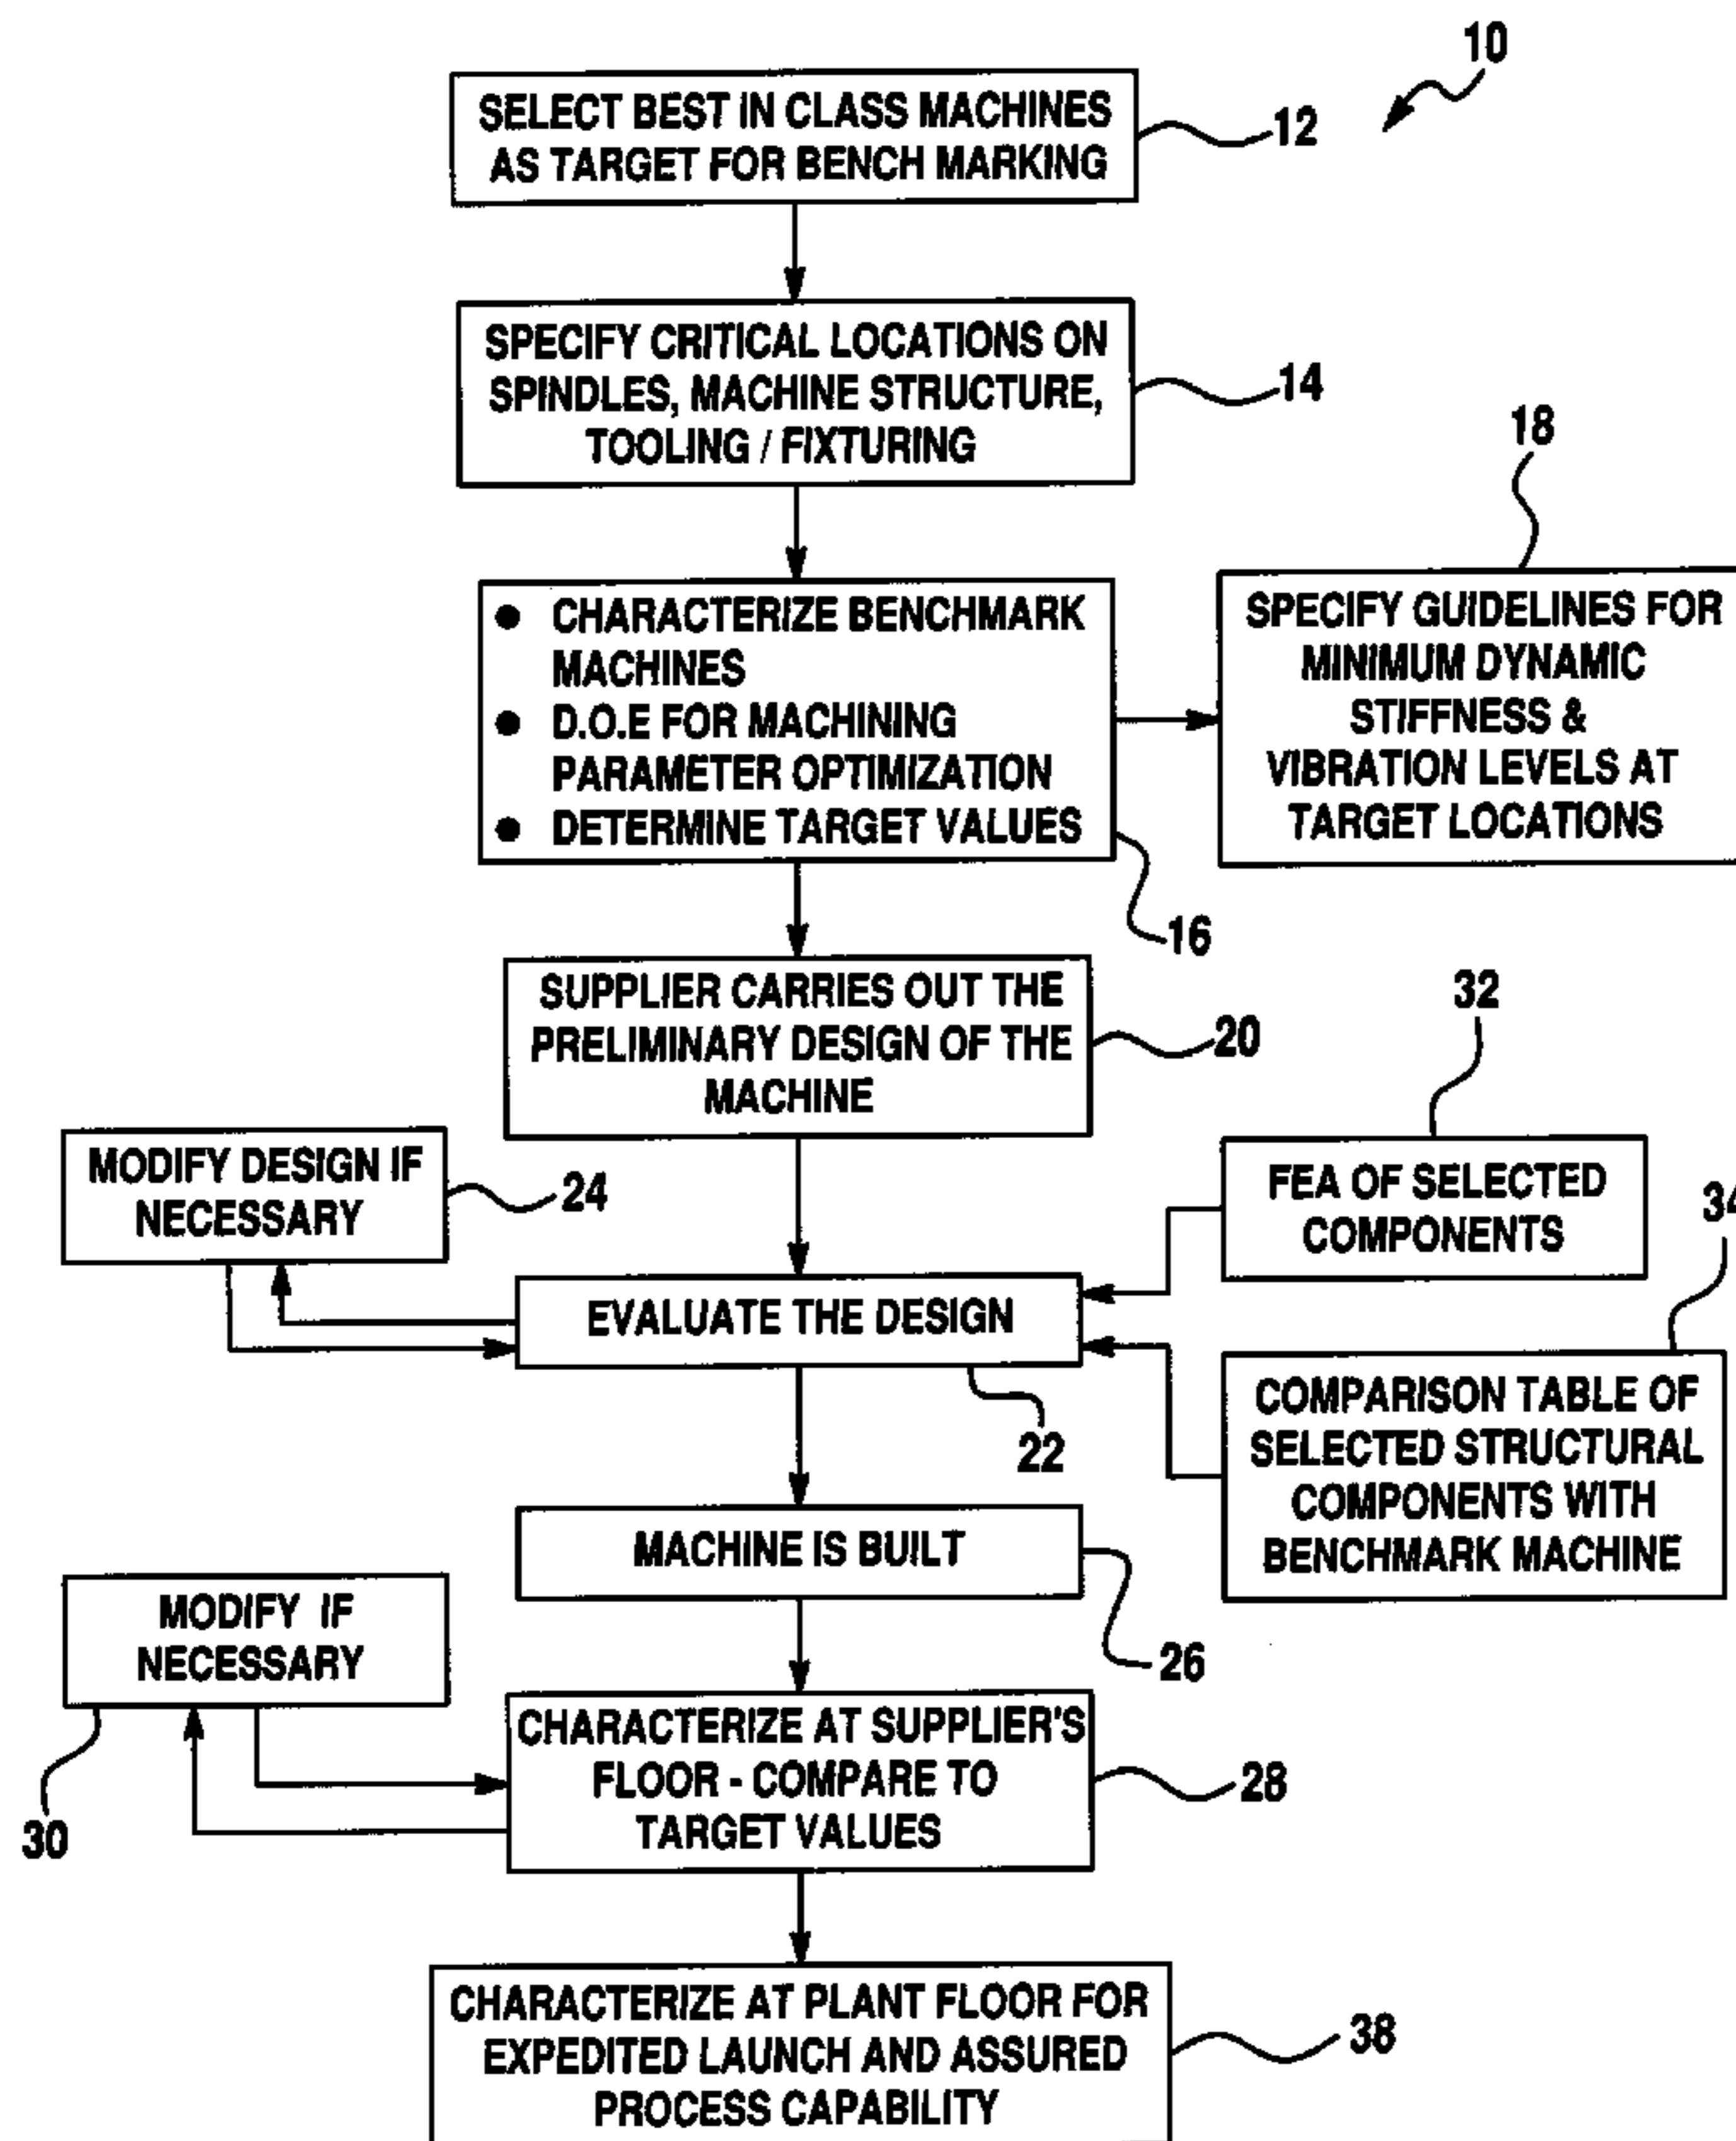 10
SELECT BEST IN CLASS MACHINES
AS TARGET FOR BENCH MARKING
12
SPECIFY CRITICAL LOCATIONS ON
SPINDLES, MACHINE STRUCTURE,
TOOLING / FIXTURING
14
18
● CHARACTERIZE BENCHMARK
MACHINES
● D.O.E FOR MACHINING
PARAMETER OPTIMIZATION
● DETERMINE TARGET VALUES
16
SPECIFY GUIDELINES FOR
MINIMUM DYNAMIC
STIFFNESS &
VIBRATION LEVELS AT
TARGET LOCATIONS
SUPPLIER CARRIES OUT THE
PRELIMINARY DESIGN OF THE
MACHINE
20
32
MODIFY DESIGN IF
NECESSARY
24
FEA OF SELECTED
COMPONENTS
34
EVALUATE THE DESIGN
22
COMPARISON TABLE OF
SELECTED STRUCTURAL
COMPONENTS WITH
BENCHMARK MACHINE
MACHINE IS BUILT
26
MODIFY IF
NECESSARY
30
CHARACTERIZE AT SUPPLIER'S
FLOOR - COMPARE TO
TARGET VALUES
28
CHARACTERIZE AT PLANT FLOOR FOR
EXPEDITED LAUNCH AND ASSURED
PROCESS CAPABILITY
38